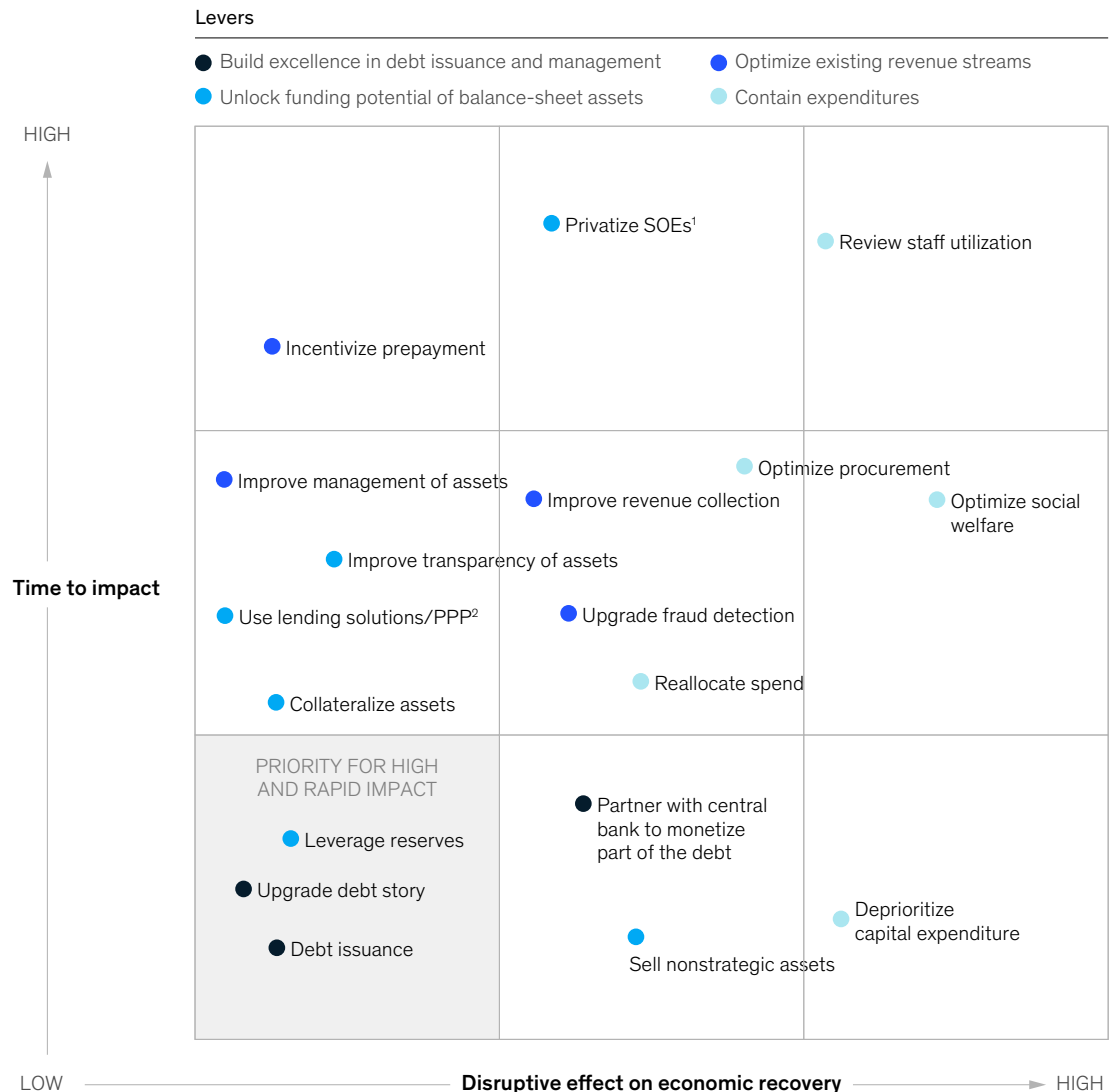 Levers
Build excellence in debt issuance and management
Optimize existing revenue streams
Unlock funding potential of balance-sheet assets
Contain expenditures
HIGH
Privatize SOEs¹
Review staff utilization
Incentivize prepayment
Optimize procurement
Improve management of assets
Improve revenue collection
Optimize social
welfare
Improve transparency of assets
Time to impact
Use lending solutions/PPP²
Upgrade fraud detection
Reallocate spend
Collateralize assets
PRIORITY FOR HIGH
AND RAPID IMPACT
Partner with central
bank to monetize
part of the debt
Leverage reserves
Upgrade debt story
Deprioritize
capital expenditure
Debt issuance
Sell nonstrategic assets
LOW
Disruptive effect on economic recovery
HIGH